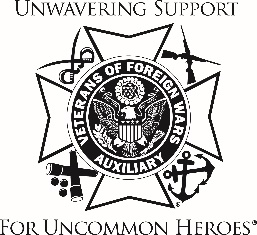 UNWAVERING SUPPORT
VETERANS OF FOREIGN WARS
AUXILIARY
®
FOR UNCOMMON HEROES®